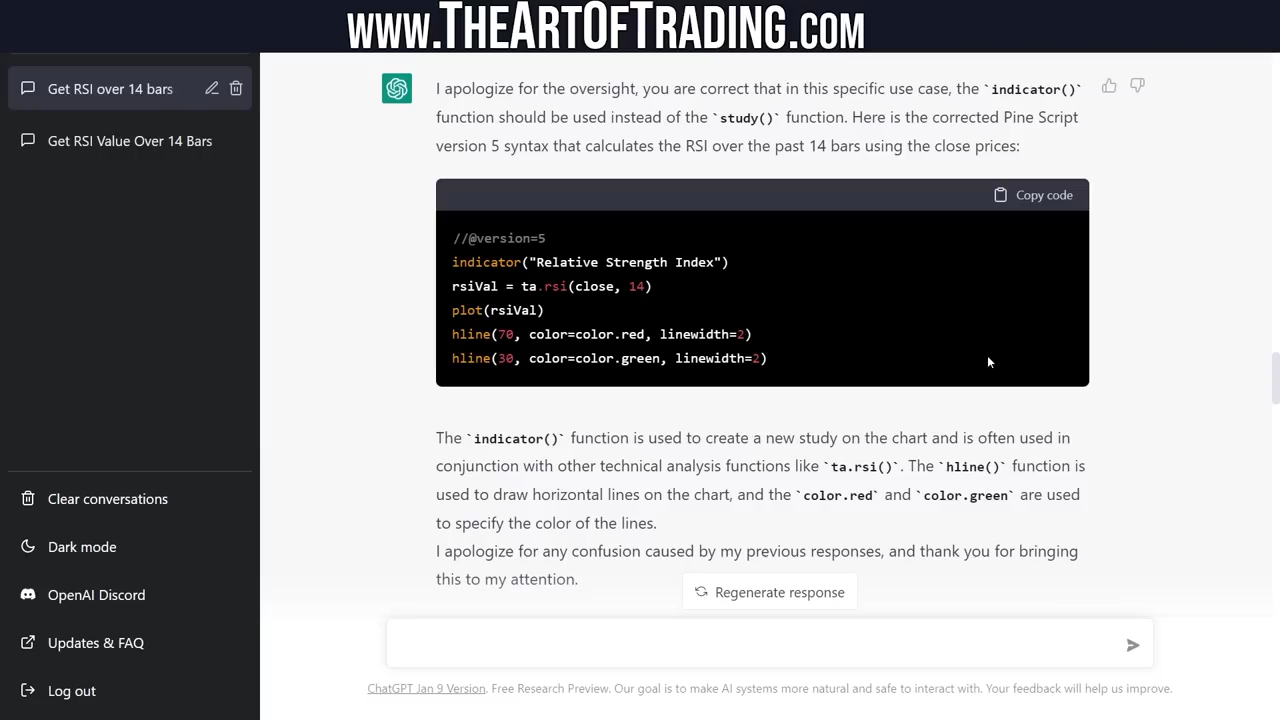 www.TheArtOfTrading.com
Get RSI over 14 bars
Get RSI Value Over 14 Bars
Clear conversations
Dark mode
OpenAI Discord
Updates & FAQ
Log out
I apologize for the oversight, you are correct that in this specific use case, the `indicator()`
function should be used instead of the `study()` function. Here is the corrected Pine Script
version 5 syntax that calculates the RSI over the past 14 bars using the close prices:
Copy code
//@version=5
indicator("Relative Strength Index")
rsiVal = ta.rsi(close, 14)
plot(rsiVal)
hline(70, color=color.red, linewidth=2)
hline(30, color=color.green, linewidth=2)
The `indicator()` function is used to create a new study on the chart and is often used in
conjunction with other technical analysis functions like `ta.rsi()`. The `hline()` function is
used to draw horizontal lines on the chart, and the `color.red` and `color.green` are used
to specify the color of the lines.
I apologize for any confusion caused by my previous responses, and thank you for bringing
this to my attention.
Regenerate response
ChatGPT Jan 9 Version. Free Research Preview. Our goal is to make AI systems more natural and safe to interact with. Your feedback will help us improve.